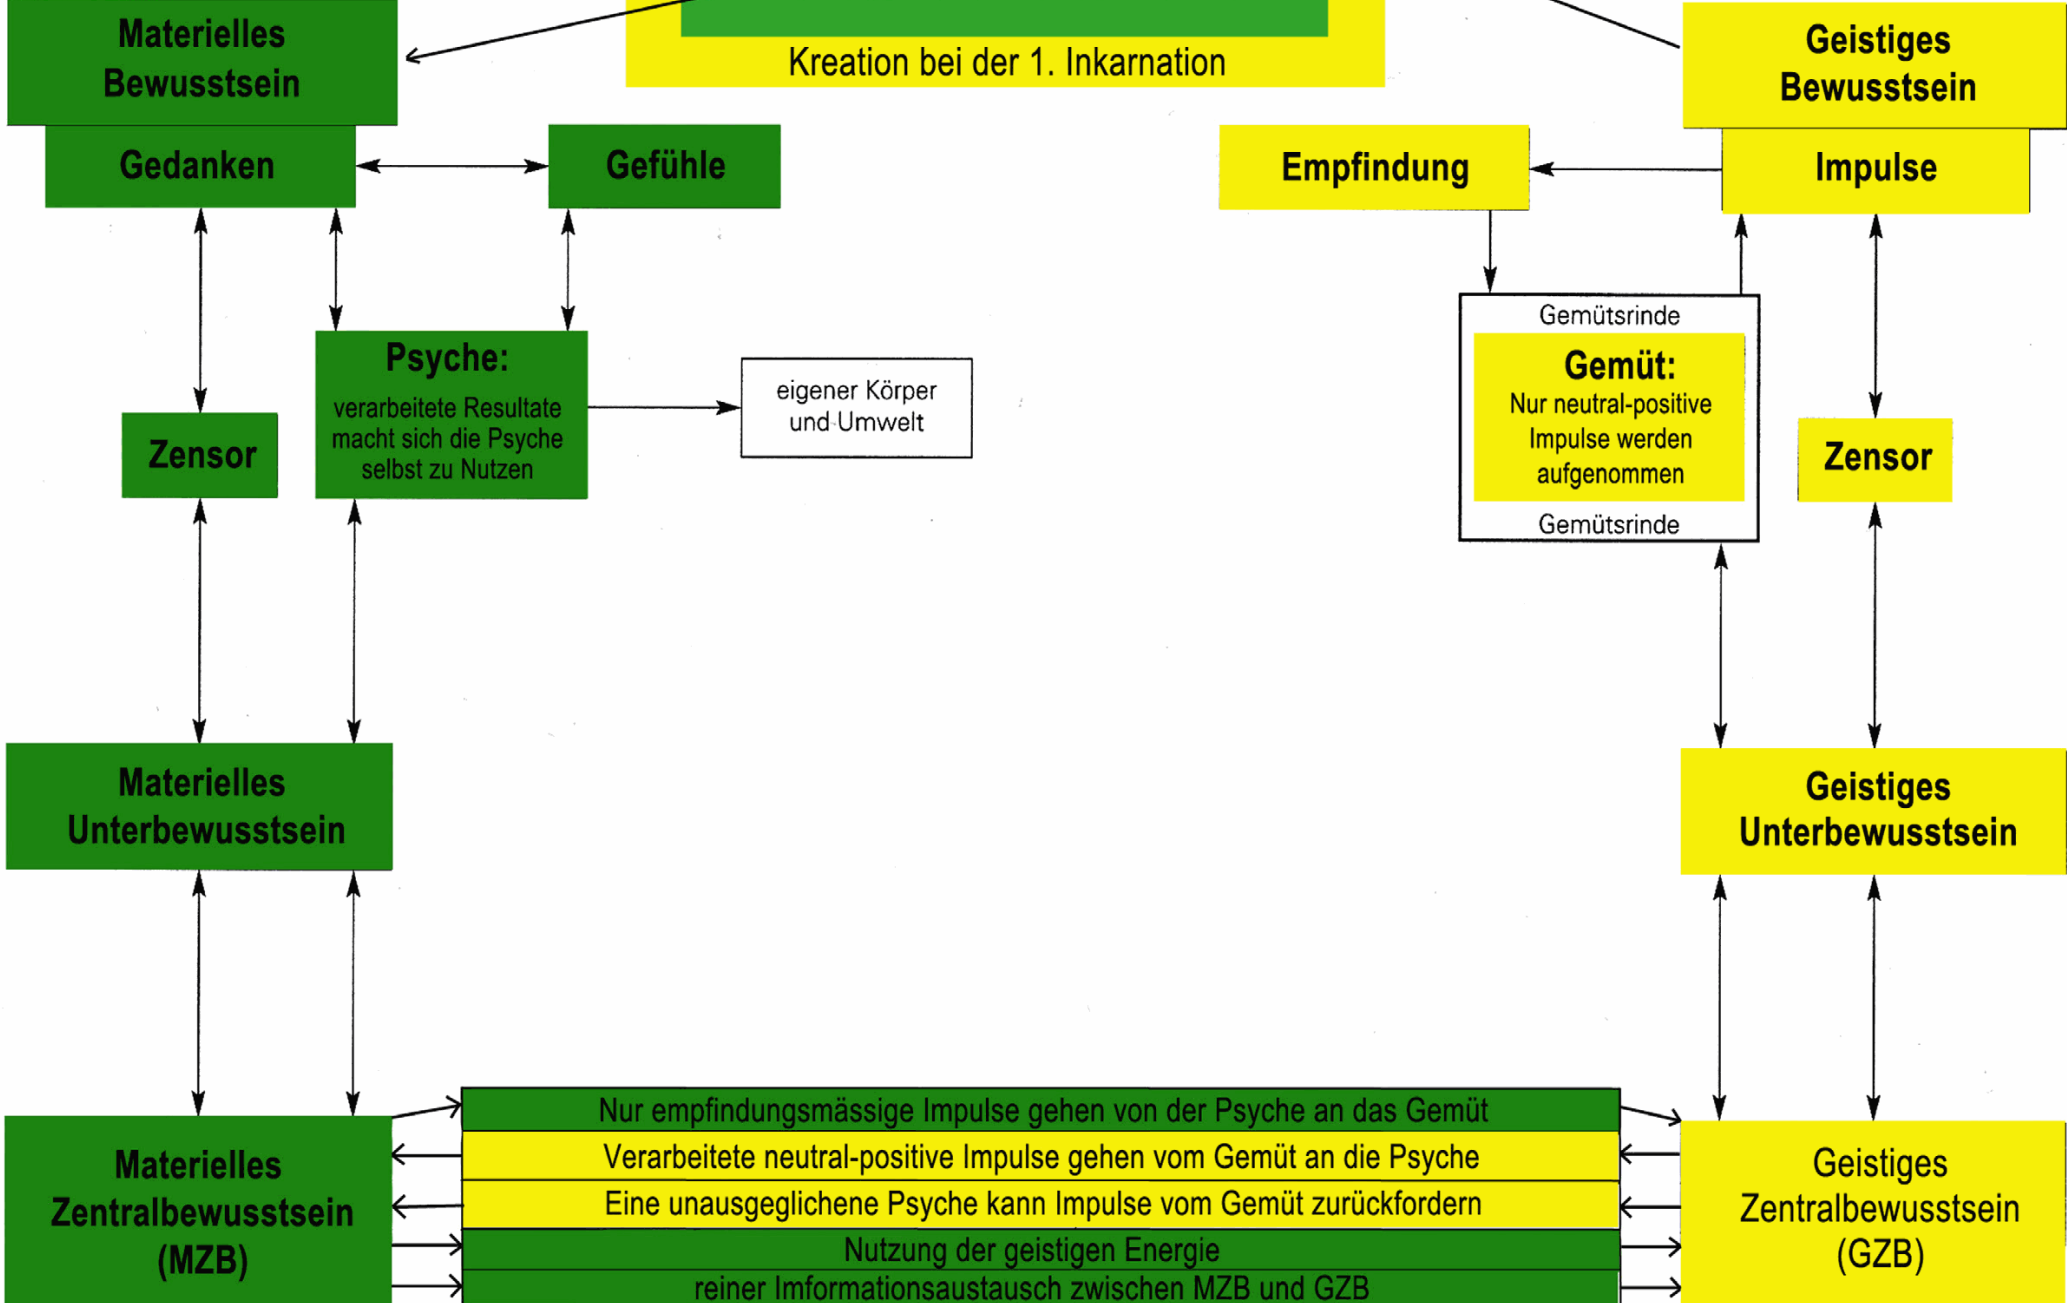 Materielles
Bewusstsein
Kreation bei der 1. Inkarnation
Geistiges
Bewusstsein
Gedanken
Gefühle
Empfindung
Impulse
Psyche:
verarbeitete Resultate
macht sich die Psyche
selbst zu Nutzen
eigener Körper
und Umwelt
Gemütsrinde
Gemüt:
Nur neutral-positive
Impulse werden
aufgenommen
Gemütsrinde
Zensor
Zensor
Materielles
Unterbewusstsein
Geistiges
Unterbewusstsein
Materielles
Zentralbewusstsein
(MZB)
Nur empfindungsmässige Impulse gehen von der Psyche an das Gemüt
Verarbeitete neutral-positive Impulse gehen vom Gemüt an die Psyche
Eine unausgeglichene Psyche kann Impulse vom Gemüt zurückfordern
Nutzung der geistigen Energie
reiner Imformationsaustausch zwischen MZB und GZB
Geistiges
Zentralbewusstsein
(GZB)